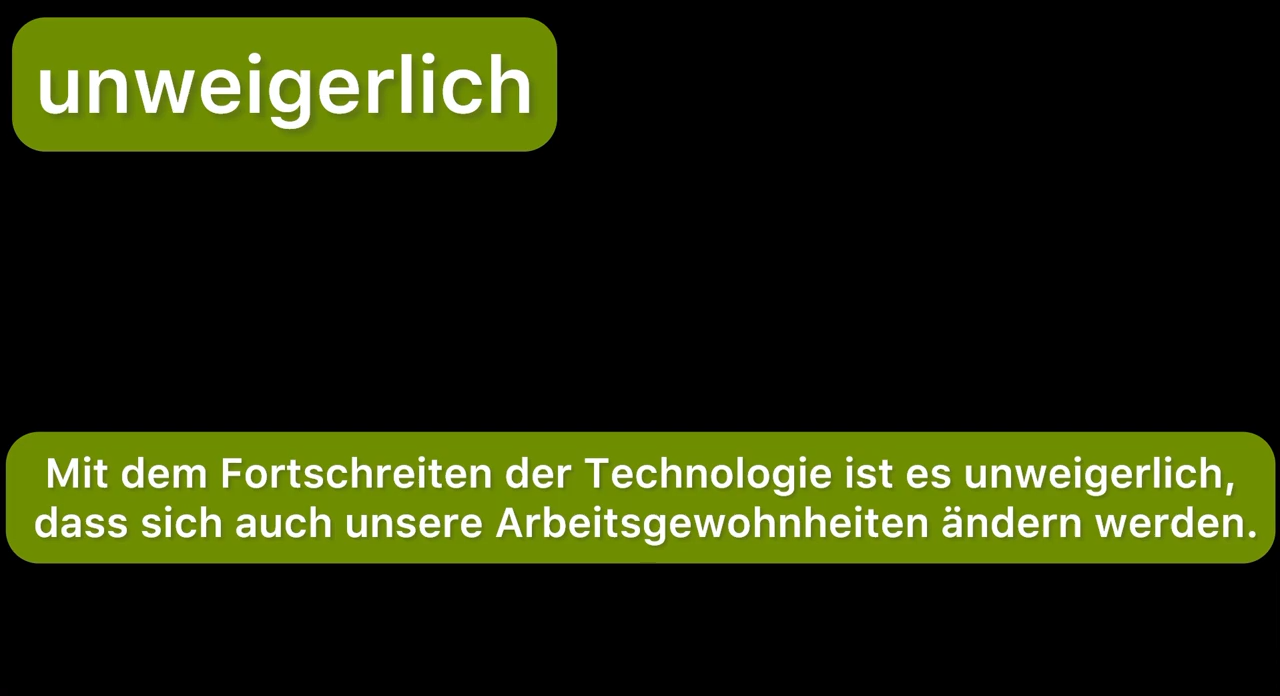 unweigerlich
Mit dem Fortschreiten der Technologie ist es unweigerlich,
dass sich auch unsere Arbeitsgewohnheiten ändern werden.